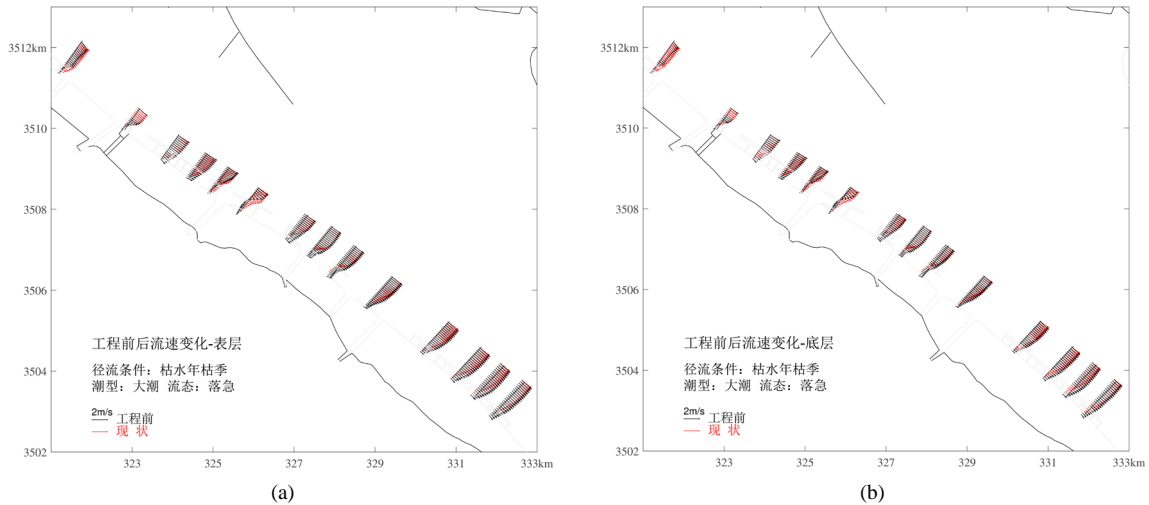 3512km
3510
3508
3506
3504
3502
323
325
327
329
331
333km
工程前后流速变化-表层
径流条件：枯水年枯季
潮型：大潮 流态：落急
2m/s
工程前
现 状
(a)
3512km
3510
3508
3506
3504
3502
323
325
327
329
331
333km
工程前后流速变化-底层
径流条件：枯水年枯季
潮型：大潮 流态：落急
2m/s
工程前
现 状
(b)